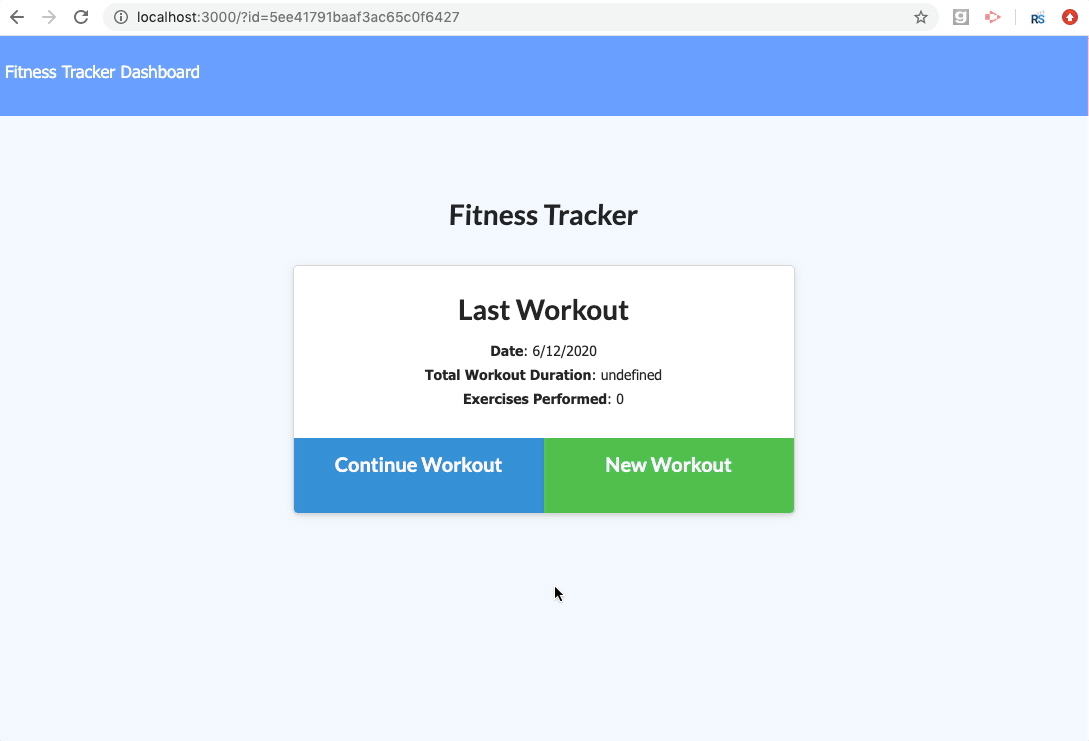 localhost:3000/?id=5ee41791baaf3ac65c0f6427
g
RS
Fitness Tracker Dashboard
Fitness Tracker
Last Workout
Date: 6/12/2020
Total Workout Duration: undefined
Exercises Performed: 0
Continue Workout
New Workout